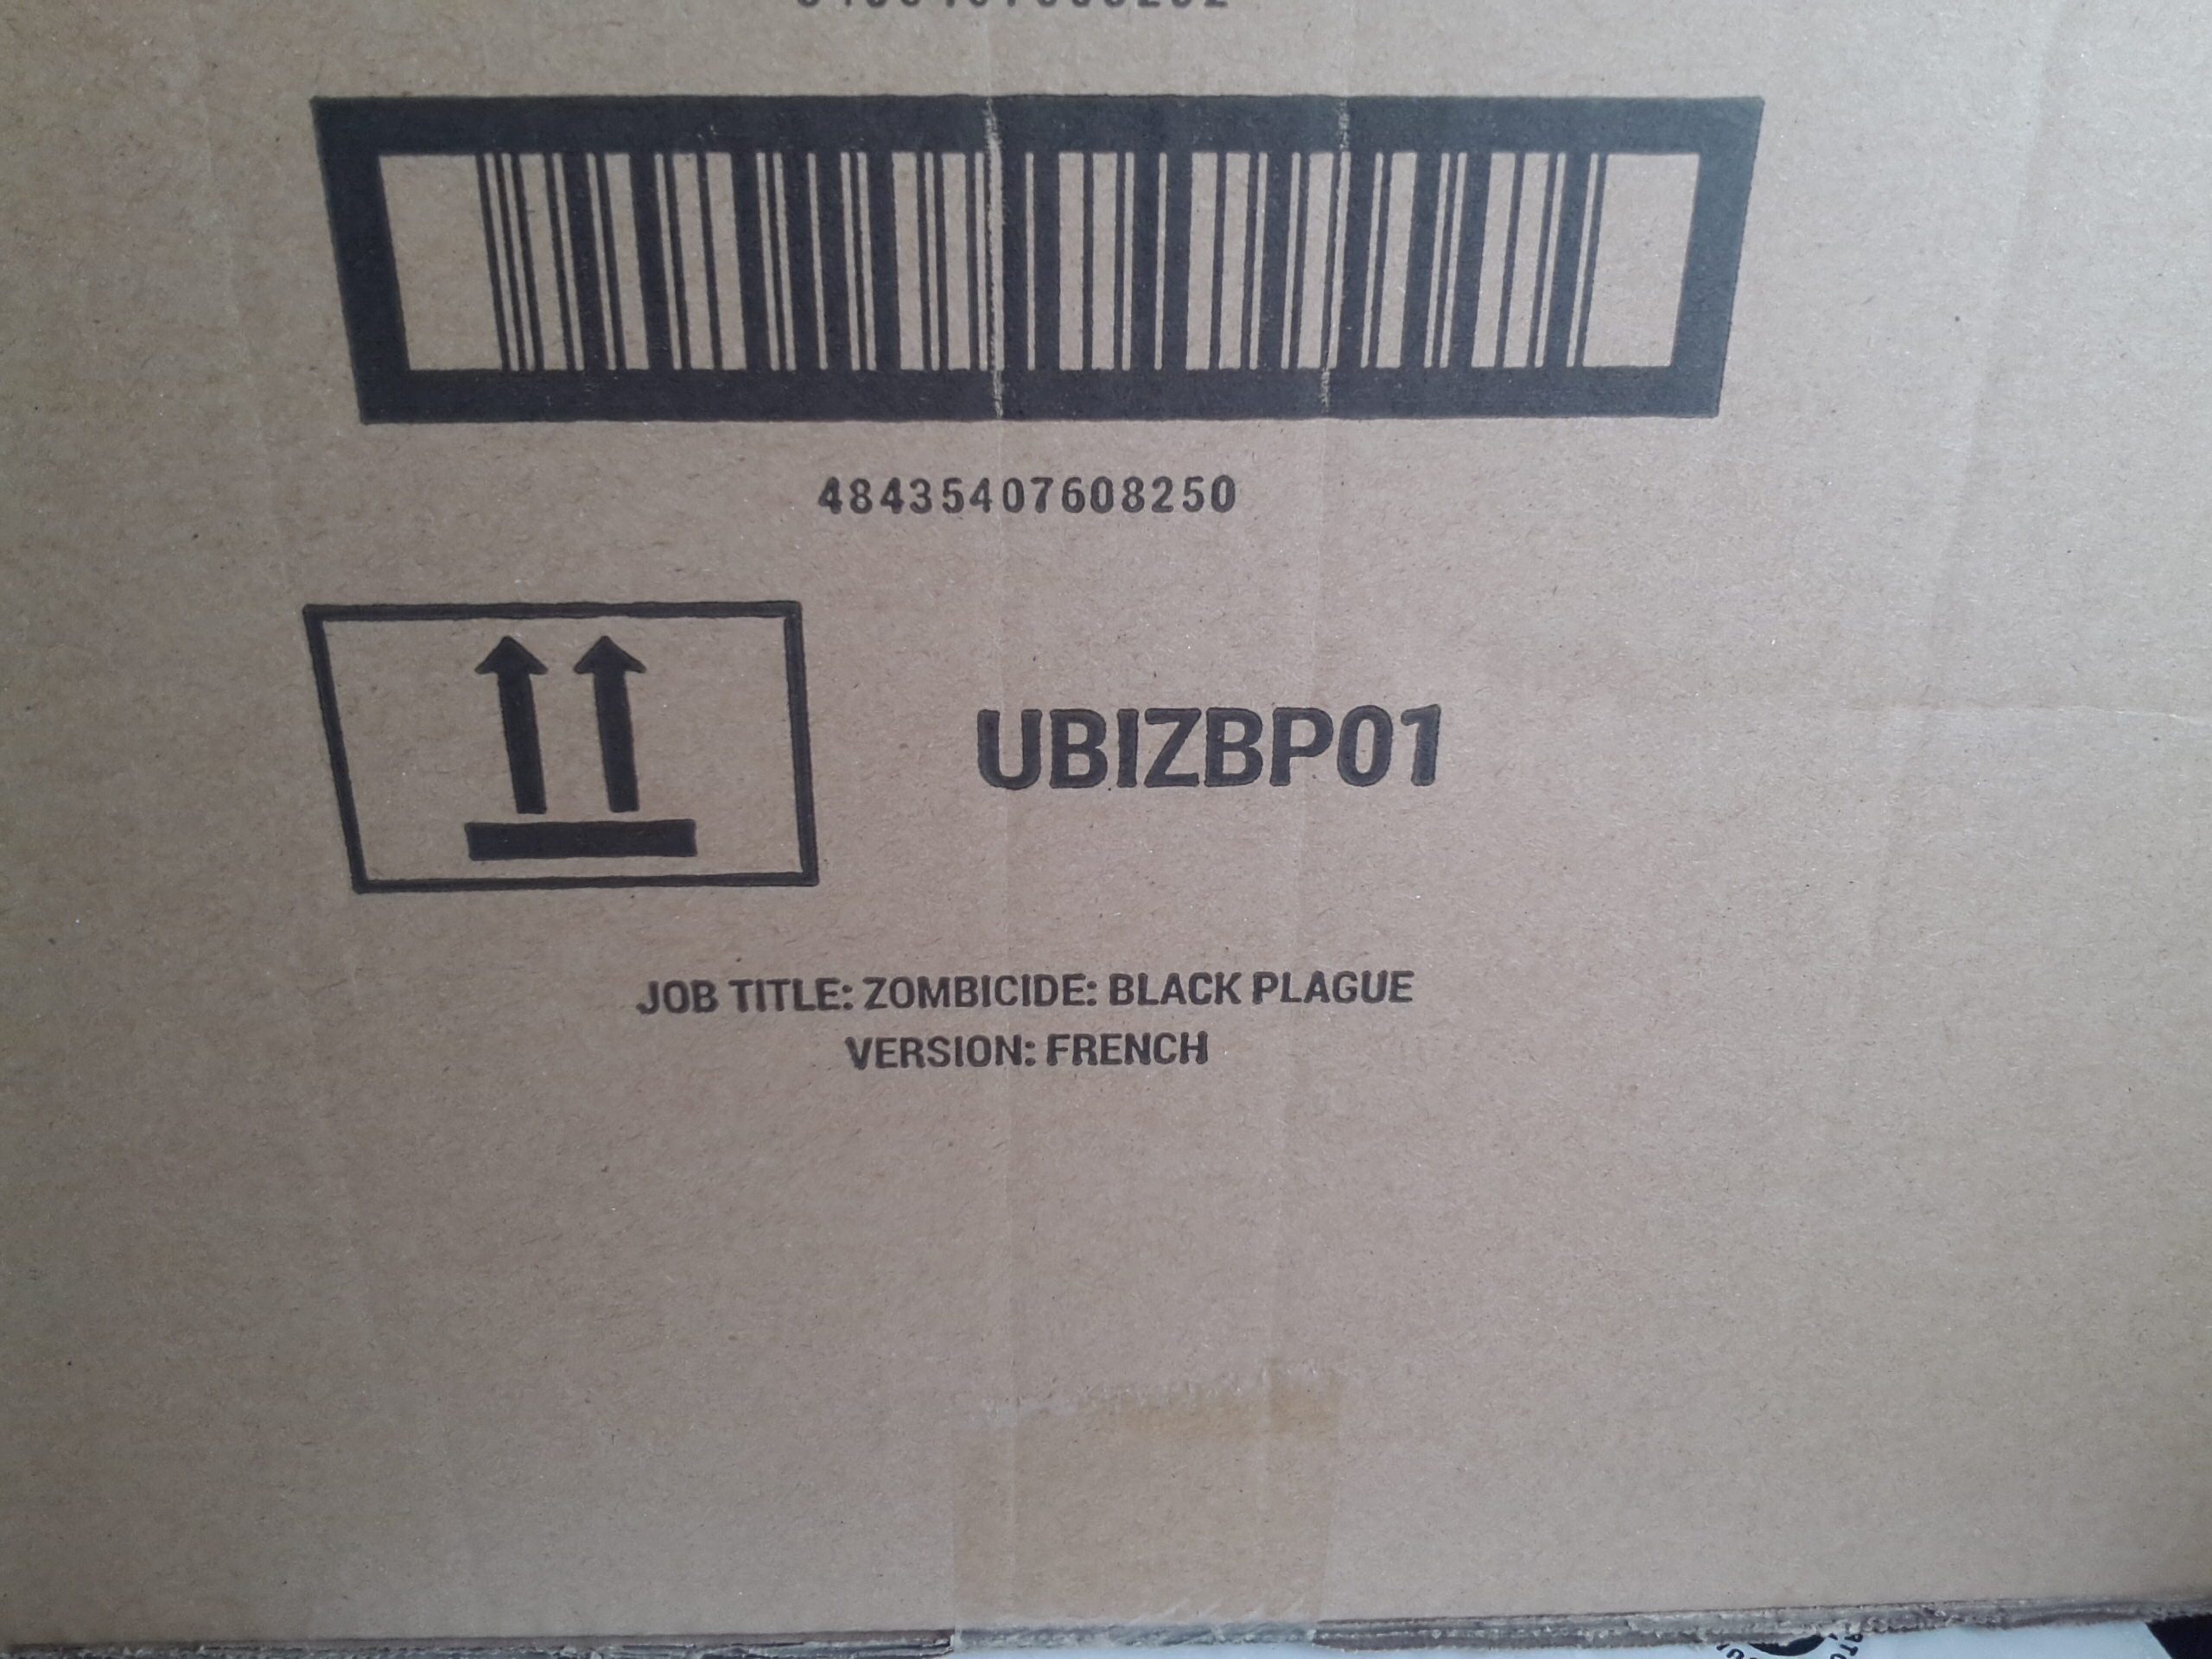 48435407608250
UBIZBP01
JOB TITLE: ZOMBICIDE: BLACK PLAGUE
VERSION: FRENCH